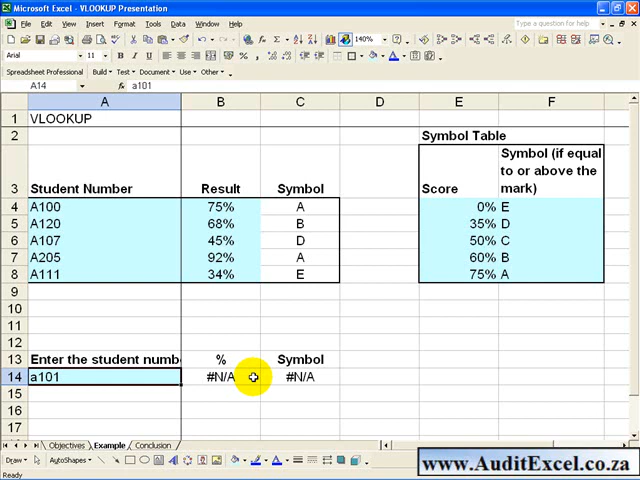 Microsoft Excel - VLOOKUP Presentation
File Edit View Insert Format Tools Data Window Help
Type a question for help
140%
Arial 11
Spreadsheet Professional Build Test Document Use Other
A14 fx a101
A B C D E F
1 VLOOKUP
2 Symbol Table
Symbol (if equal
to or above the
3 Student Number Result Symbol Score mark)
4 A100 75% A 0% E
5 A120 68% B 35% D
6 A107 45% D 50% C
7 A205 92% A 60% B
8 A111 34% E 75% A
9
10
11
12
13 Enter the student numbe % Symbol
14 a101 #N/A #N/A
15
16
17
Objectives Example Conclusion
Draw AutoShapes
www.AuditExcel.co.za